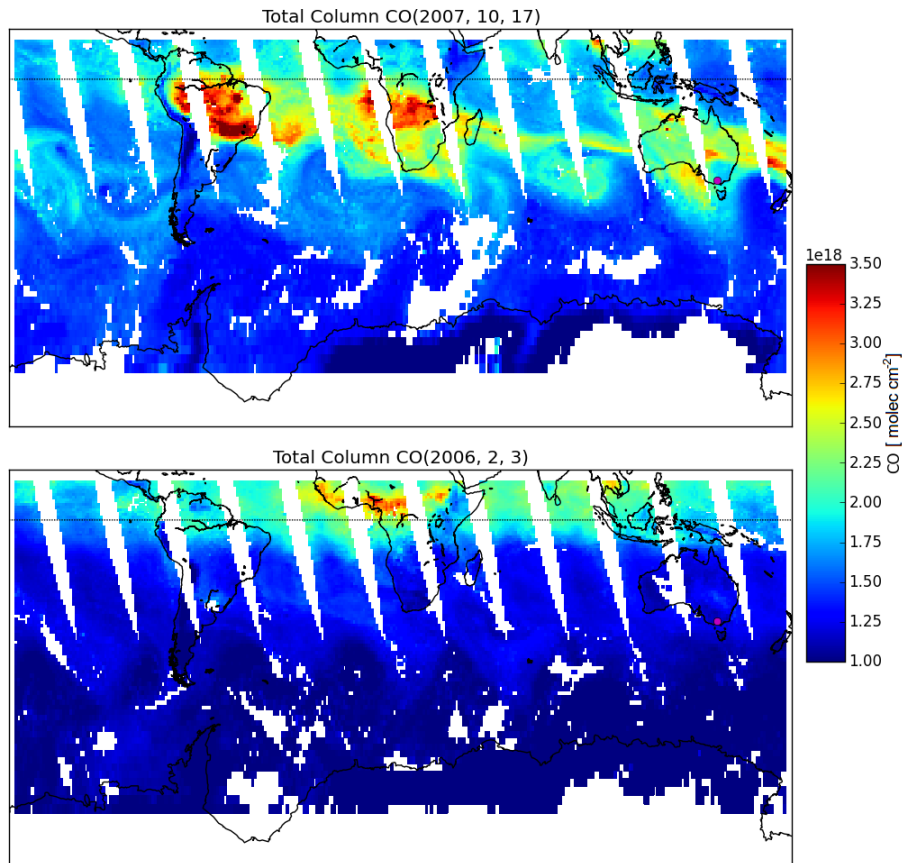 Total Column CO(2007, 10, 17)
1e18
3.50
3.25
3.00
2.75
2.50
2.25
2.00
1.75
1.50
1.25
1.00
CO [ molec cm⁻²]
Total Column CO(2006, 2, 3)